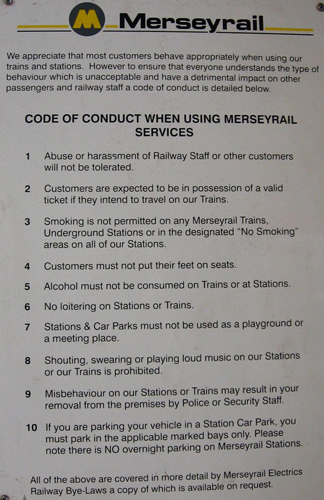 M Merseyrail
We appreciate that most customers behave appropriately when using our
trains and stations. However to ensure that everyone understands the type of
behaviour which is unacceptable and have a detrimental impact on other
passengers and railway staff a code of conduct is detailed below.
CODE OF CONDUCT WHEN USING MERSEYRAIL
SERVICES
1 Abuse or harassment of Railway Staff or other customers
will not be tolerated.
2 Customers are expected to be in possession of a valid
ticket if they intend to travel on our Trains.
3 Smoking is not permitted on any Merseyrail Trains,
Underground Stations or in the designated "No Smoking"
areas on all of our Stations.
4 Customers must not put their feet on seats.
5 Alcohol must not be consumed on Trains or at Stations.
6 No loitering on Stations or Trains.
7 Stations & Car Parks must not be used as a playground or
a meeting place.
8 Shouting, swearing or playing loud music on our Stations
or our Trains is prohibited.
9 Misbehaviour on our Stations or Trains may result in your
removal from the premises by Police or Security Staff.
10 If you are parking your vehicle in a Station Car Park, you
must park in the applicable marked bays only. Please
note there is NO overnight parking on Merseyrail Stations.
All of the above are covered in more detail by Merseyrail Electrics
Railway Bye-Laws a copy of which is available on request.